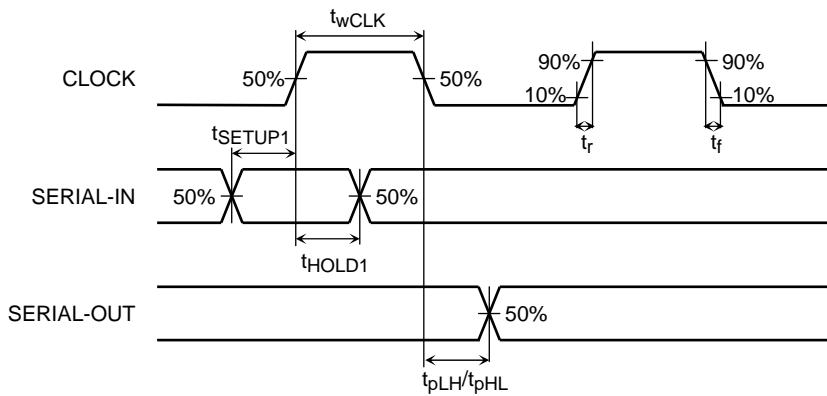 twCLK
CLOCK 50% 50% 90% 90%
10% 10%
tSETUP1 tr tf
SERIAL-IN 50% 50%
tHOLD1
SERIAL-OUT 50%
tpLH/tpHL